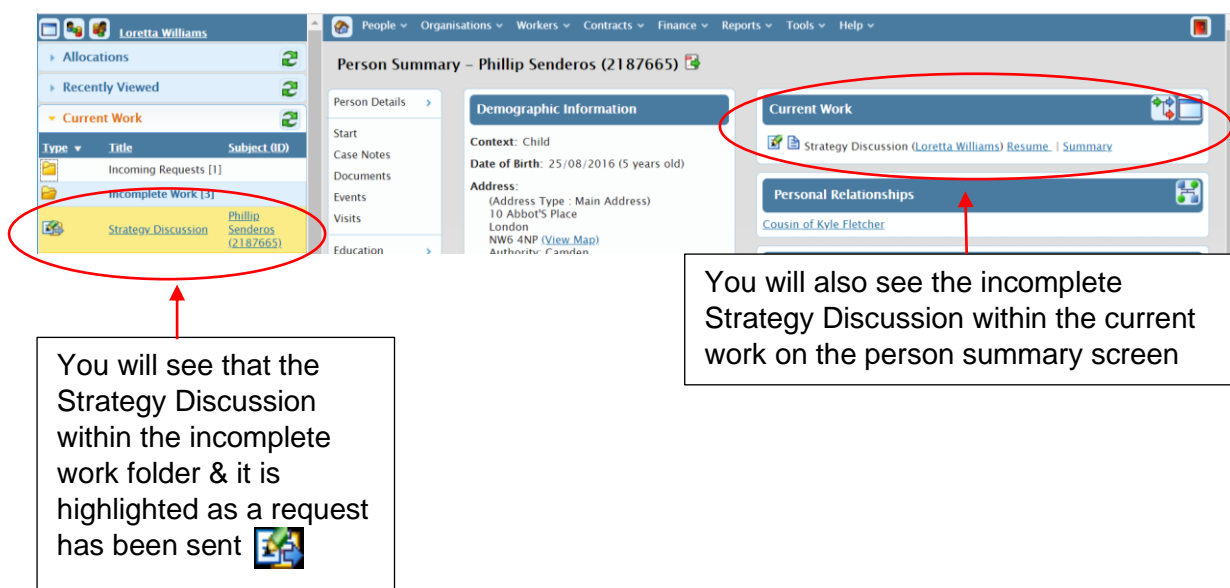 Loretta Williams
People Organisations Workers Contracts Finance Reports Tools Help
Allocations
Recently Viewed
Current Work
Type Title Subject (ID)
Incoming Requests [1]
Incomplete Work [3]
Strategy Discussion
Phillip
Senderos
(2187665)
Person Summary – Phillip Senderos (2187665)
Person Details
Start
Case Notes
Documents
Events
Visits
Education
Demographic Information
Context: Child
Date of Birth: 25/08/2016 (5 years old)
Address:
(Address Type : Main Address)
10 Abbot'S Place
London
NW6 4NP (View Map)
Authority: Camden
Current Work
Strategy Discussion (Loretta Williams) Resume | Summary
Personal Relationships
Cousin of Kyle Fletcher
You will see that the
Strategy Discussion
within the incomplete
work folder & it is
highlighted as a request
has been sent
You will also see the incomplete
Strategy Discussion within the current
work on the person summary screen